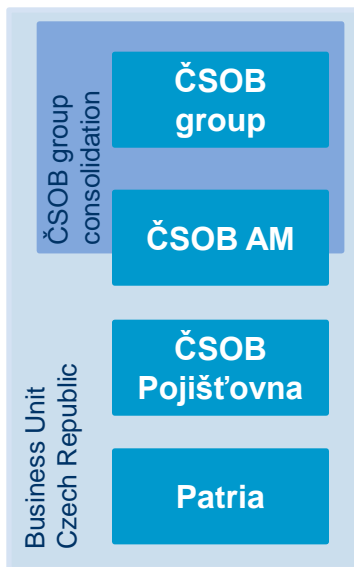 ČSOB group
consolidation
ČSOB
group
ČSOB AM
Business Unit
Czech Republic
ČSOB
Pojišťovna
Patria